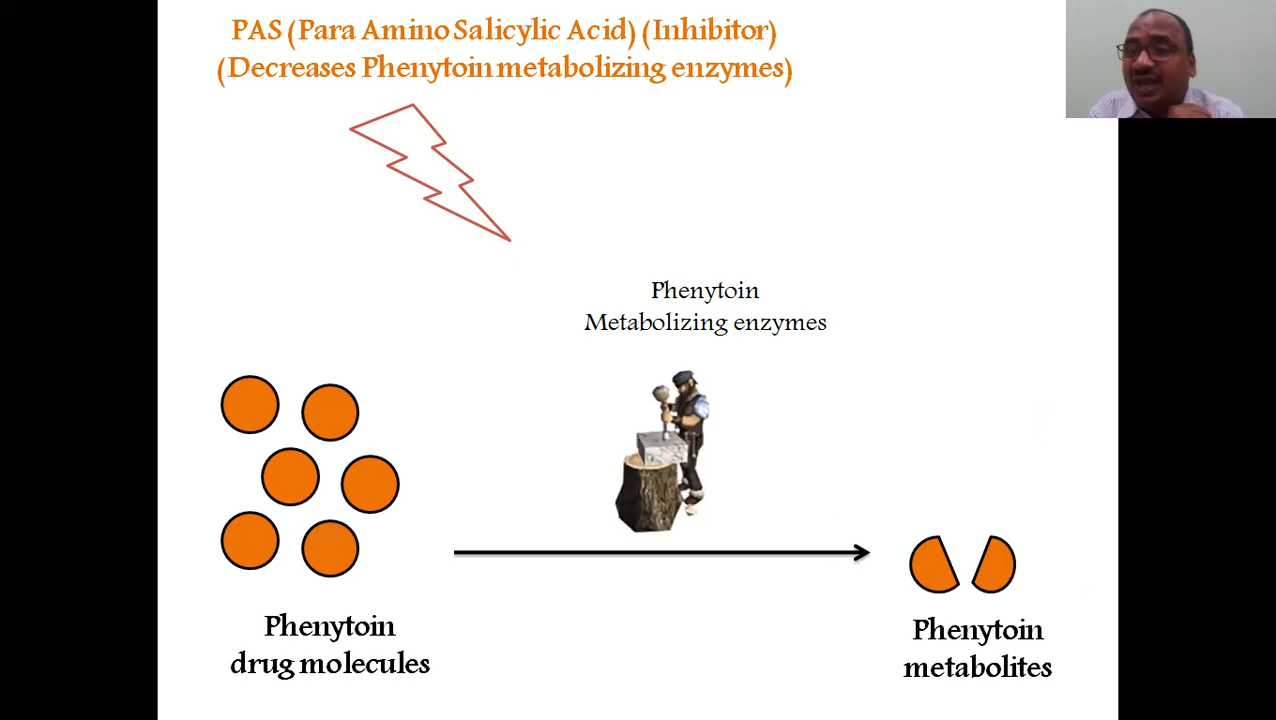 PAS (Para Amino Salicylic Acid) (Inhibitor)
(Decreases Phenytoin metabolizing enzymes)
Phenytoin
Metabolizing enzymes
Phenytoin
drug molecules
Phenytoin
metabolites